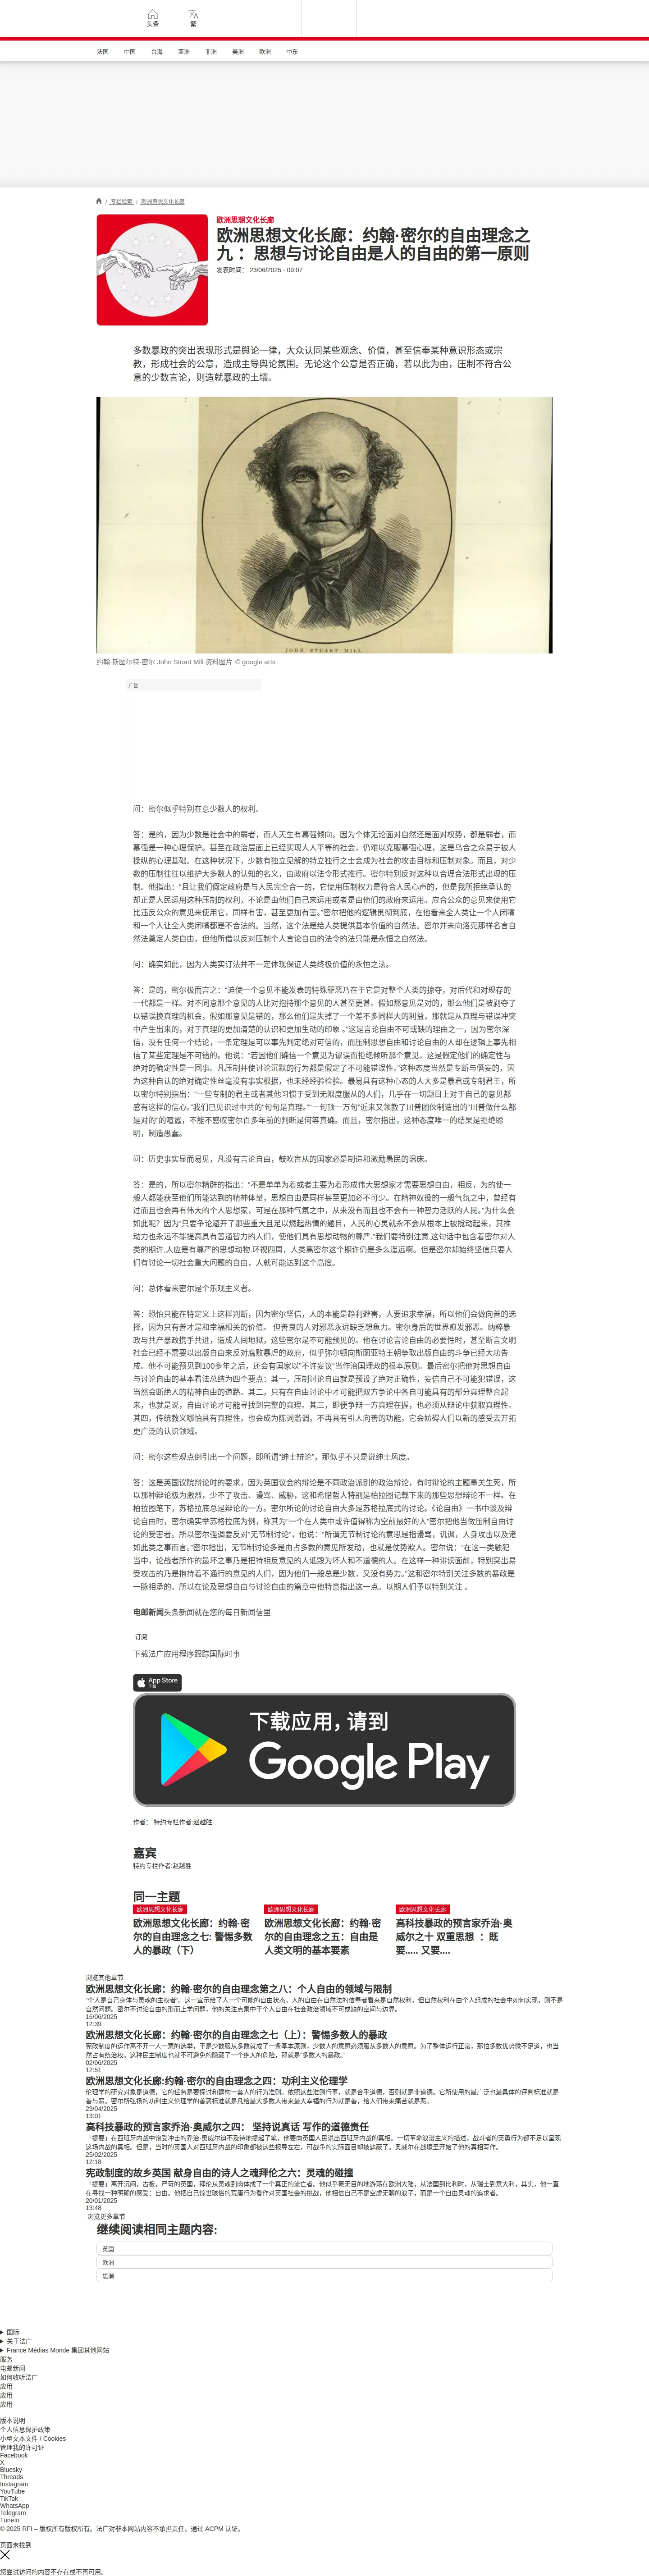 头条
繁
法国 中国 台海 亚洲 非洲 美洲 欧洲 中东
/ 专栏检索 / 欧洲思想文化长廊
欧洲思想文化长廊
欧洲思想文化长廊：约翰·密尔的自由理念之
九 ：思想与讨论自由是人的自由的第一原则
发表时间： 23/06/2025 - 09:07
多数暴政的突出表现形式是舆论一律，大众认同某些观念、价值，甚至信奉某种意识形态或宗
教，形成社会的公意，造成主导舆论氛围。无论这个公意是否正确，若以此为由，压制不符合公
意的少数言论，则造就暴政的土壤。
JOHN STUART MILL
约翰·斯图尔特·密尔 John Stuart Mill 资料图片 © google arts
广告
问：密尔似乎特别在意少数人的权利。
答：是的，因为少数是社会中的弱者，而人天生有慕强倾向。因为个体无论面对自然还是面对权势，都是弱者，而
慕强是一种心理保护。甚至在政治层面上已经实现人人平等的社会，仍难以克服慕强心理，这是乌合之众易于被人
操纵的心理基础。在这种状况下，少数有独立见解的特立独行之士会成为社会的攻击目标和压制对象。而且，对少
数的压制往往以维护大多数人的认知的名义，由政府以法令形式推行。密尔特别反对这种以合理合法形式出现的压
制。他指出：“且让我们假定政府是与人民完全合一的，它使用压制权力是符合人民心声的，但是我所拒绝承认的
却正是人民运用这种压制的权利，不论是由他们自己来运用或者是由他们的政府来运用。应合公众的意见来使用它
比违反公众的意见来使用它，同样有害，甚至更加有害。”密尔把他的逻辑贯彻到底，在他看来全人类让一个人闭嘴
和一个人让全人类闭嘴都是不合法的。当然，这个法是给人类提供基本价值的自然法。密尔并未向洛克那样名言自
然法奠定人类自由，但他所借以反对压制个人言论自由的法令的法只能是永恒之自然法。
问：确实如此，因为人类实订法并不一定体现保证人类终极价值的永恒之法。
答：是的，密尔极而言之：“迫使一个意见不能发表的特殊罪恶乃在于它是对整个人类的掠夺，对后代和对现存的
一代都是一样。对不同意那个意见的人比对抱持那个意见的人甚至更甚。假如那意见是对的，那么他们是被剥夺了
以错误换真理的机会，假如那意见是错的，那么他们是失掉了一个差不多同样大的利益，那就是从真理与错误冲突
中产生出来的，对于真理的更加清楚的认识和更加生动的印象 。”这是言论自由不可或缺的理由之一，因为密尔深
信，没有任何一个结论，一条定理是可以事先判定绝对可信的，而压制思想自由和讨论自由的人却在逻辑上事先相
信了某些定理是不可错的。他说：“若因他们确信一个意见为谬误而拒绝倾听那个意见，这是假定他们的确定性与
绝对的确定性是一回事。凡压制并使讨论沉默的行为都是假定了不可能错误性。”这种态度当然是专断与僭妄的，因
为这种自认的绝对确定性丝毫没有事实根据，也未经经验检验。最易具有这种心态的人大多是暴君或专制君王，所
以密尔特别指出：“一些专制的君主或者其他习惯于受到无限度服从的人们，几乎在一切题目上对于自己的意见都
感有这样的信心。”我们已见识过中共的“句句是真理。”“一句顶一万句”近来又领教了川普团伙制造出的“川普做什么都
是对的”的喧嚣，不能不感叹密尔百多年前的判断是何等真确。而且，密尔指出，这种态度唯一的结果是拒绝聪
明，制造愚蠢。
问：历史事实显而易见，凡没有言论自由，鼓吹盲从的国家必是制造和激励愚民的温床。
答：是的，所以密尔精辟的指出：“不是单单为着或者主要为着形成伟大思想家才需要思想自由，相反，为的使一
般人都能获至他们所能达到的精神体量，思想自由是同样甚至更加必不可少。在精神奴役的一般气氛之中，曾经有
过而且也会再有伟大的个人思想家，可是在那种气氛之中，从来没有而且也不会有一种智力活跃的人民。”为什么会
如此呢？因为“只要争论避开了那些重大且足以燃起热情的题目，人民的心灵就永不会从根本上被搅动起来，其推
动力也永远不能提高具有普通智力的人们，使他们具有思想动物的尊严.”我们要特别注意,这句话中包含着密尔对人
类的期许,人应是有尊严的思想动物.环视四周，人类离密尔这个期许仍是多么遥远啊。但是密尔却始终坚信只要人
们有讨论一切社会重大问题的自由，人就可能达到这个高度。
问：总体看来密尔是个乐观主义者。
答：恐怕只能在特定义上这样判断，因为密尔坚信，人的本能是趋利避害，人要追求幸福，所以他们会做向善的选
择，因为只有善才是和幸福相关的价值。 但善良的人对邪恶永远缺乏想象力。密尔身后的世界愈发邪恶。纳粹暴
政与共产暴政携手共进，造成人间地狱，这些密尔是不可能预见的。他在讨论言论自由的必要性时，甚至断言文明
社会已经不需要以出版自由来反对腐败暴虐的政府，似乎弥尔顿向斯图亚特王朝争取出版自由的斗争已经大功告
成。他不可能预见到100多年之后，还会有国家以”不许妄议“当作治国理政的根本原则。最后密尔把他对思想自由
与讨论自由的基本看法总结为四个要点：其一，压制讨论自由就是预设了绝对正确性，妄信自己不可能犯错误，这
当然会断绝人的精神自由的道路。其二，只有在自由讨论中才可能把双方争论中各自可能具有的部分真理整合起
来，也就是说，自由讨论才可能寻找到完整的真理。其三，即便争辩一方真理在握，也必须从辩论中获取真理性。
其四，传统教义哪怕具有真理性，也会成为陈词滥调，不再具有引人向善的功能，它会妨碍人们以新的感受去开拓
更广泛的认识领域。
问：密尔这些观点倒引出一个问题，即所谓“绅士辩论”，那似乎不只是说绅士风度。
答：这是英国议院辩论时的要求，因为英国议会的辩论是不同政治派别的政治辩论，有时辩论的主题事关生死，所
以那种辩论极为激烈，少不了攻击、谩骂、威胁，这和希腊哲人特别是柏拉图记载下来的那些思想辩论不一样。在
柏拉图笔下，苏格拉底总是辩论的一方。密尔所论的讨论自由大多是苏格拉底式的讨论。《论自由》一书中谈及辩
论自由时，密尔确实举苏格拉底为例，称其为“一个在人类中或许值得称为空前最好的人”密尔把他当做压制自由讨
论的受害者。所以密尔强调要反对“无节制讨论”，他说：“所谓无节制讨论的意思是指谩骂，讥讽，人身攻击以及诸
如此类之事而言。”密尔指出，无节制讨论多是由占多数的意见所发动，也就是仗势欺人。密尔说：“在这一类触犯
当中，论战者所作的最坏之事乃是把持相反意见的人诋毁为坏人和不道德的人。在这样一种诽谤面前，特别突出易
受攻击的乃是抱持着不通行的意见的人们，因为他们一般总是少数，又没有势力。”这和密尔特别关注多数的暴政是
一脉相承的。所以在论及思想自由与讨论自由的篇章中他特意指出这一点。以期人们予以特别关注 。
电邮新闻头条新闻就在您的每日新闻信里
订阅
下载法广应用程序跟踪国际时事
App Store
下载
下载应用，请到
Google Play
作者： 特约专栏作者:赵越胜
嘉宾
特约专栏作者:赵越胜
同一主题
欧洲思想文化长廊
欧洲思想文化长廊：约翰·密
尔的自由理念之七: 警惕多数
人的暴政（下）
欧洲思想文化长廊
欧洲思想文化长廊：约翰·密
尔的自由理念之五：自由是
人类文明的基本要素
欧洲思想文化长廊
高科技暴政的预言家乔治·奥
威尔之十 双重思想 ：既
要..... 又要....
浏览其他章节
欧洲思想文化长廊：约翰·密尔的自由理念第之八：个人自由的领域与限制
“个人是自己身体与灵魂的主权者”。这一宣示给了人一个可能的自由状态。人的自由在自然法的信奉者看来是自然权利，但自然权利在由个人组成的社会中如何实现，则不是
自然问题。密尔不讨论自由的形而上学问题，他的关注点集中于个人自由在社会政治领域不可或缺的空间与边界。
16/06/2025
12:39
欧洲思想文化长廊：约翰·密尔的自由理念之七（上）：警惕多数人的暴政
宪政制度的运作离不开一人一票的选举，于是少数服从多数就成了一条基本原则，少数人的意愿必须服从多数人的意愿。为了整体运行正常，那怕多数优势微不足道，也当
然占有统治权。这种民主制度也就不可避免的隐藏了一个绝大的危险，那就是“多数人的暴政。”
02/06/2025
12:51
欧洲思想文化长廊:约翰·密尔的自由理念之四：功利主义伦理学
伦理学的研究对象是道德，它的任务是要探讨和建构一套人的行为准则。依照这些准则行事，就是合乎道德，否则就是非道德。它所使用的最广泛也最具体的评判标准就是
善与恶。密尔所弘扬的功利主义伦理学的善恶标准就是凡给最大多数人带来最大幸福的行为就是善，给人们带来痛苦就是恶。
29/04/2025
13:01
高科技暴政的预言家乔治·奥威尔之四： 坚持说真话 写作的道德责任
「提要」在西班牙内战中饱受冲击的乔治·奥威尔迫不及待地提起了笔，他要向英国人民说出西班牙内战的真相。一切革命浪漫主义的描述，战斗者的英勇行为都不足以呈现
这场内战的真相。但是，当时的英国人对西班牙内战的印象都被这些报导左右，可战争的实际面目却被遮蔽了。奥威尔在战壕里开始了他的真相写作。
25/02/2025
12:18
宪政制度的故乡英国 献身自由的诗人之魂拜伦之六：灵魂的碰撞
「提要」离开沉闷，古板，严苛的英国，拜伦从灵魂到肉体成了一个真正的流亡者。他似乎毫无目的地游荡在欧洲大陆，从法国到比利时，从瑞士到意大利，其实，他一直
在寻找一种明确的感受：自由。他把自己惊世骇俗的荒唐行为看作对英国社会的挑战，他相信自己不是空虚无聊的浪子，而是一个自由灵魂的追求者。
20/01/2025
13:48
浏览更多章节
继续阅读相同主题内容:
英国
欧洲
思潮
国际
关于法广
France Médias Monde 集团其他网站
服务
电邮新闻
如何收听法广
应用
应用
应用
版本说明
个人信息保护政策
小型文本文件 / Cookies
管理我的许可证
Facebook
X
Bluesky
Threads
Instagram
YouTube
TikTok
WhatsApp
Telegram
TuneIn
© 2025 RFI – 版权所有版权所有。法广对非本网站内容不承担责任。通过 ACPM 认证。
页面未找到
您尝试访问的内容不存在或不再可用。